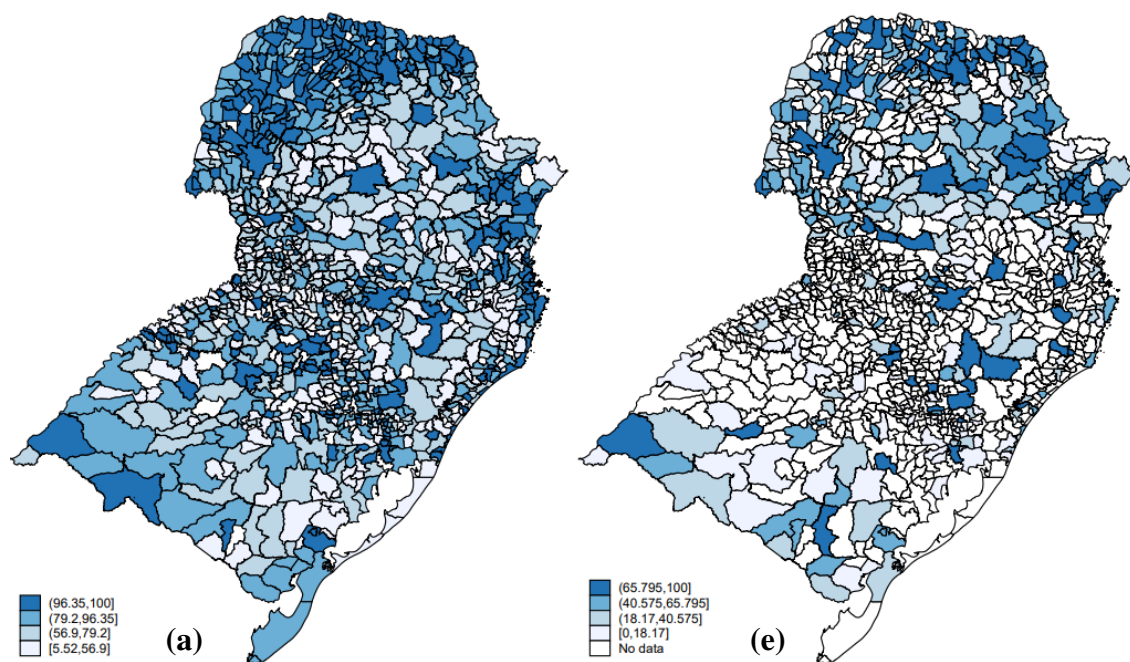 (96.35,100]
(79.2,96.35]
(56.9,79.2]
[5.52,56.9]
(a)
(65.795,100]
(40.575,65.795]
(18.17,40.575]
[0,18.17]
No data
(e)